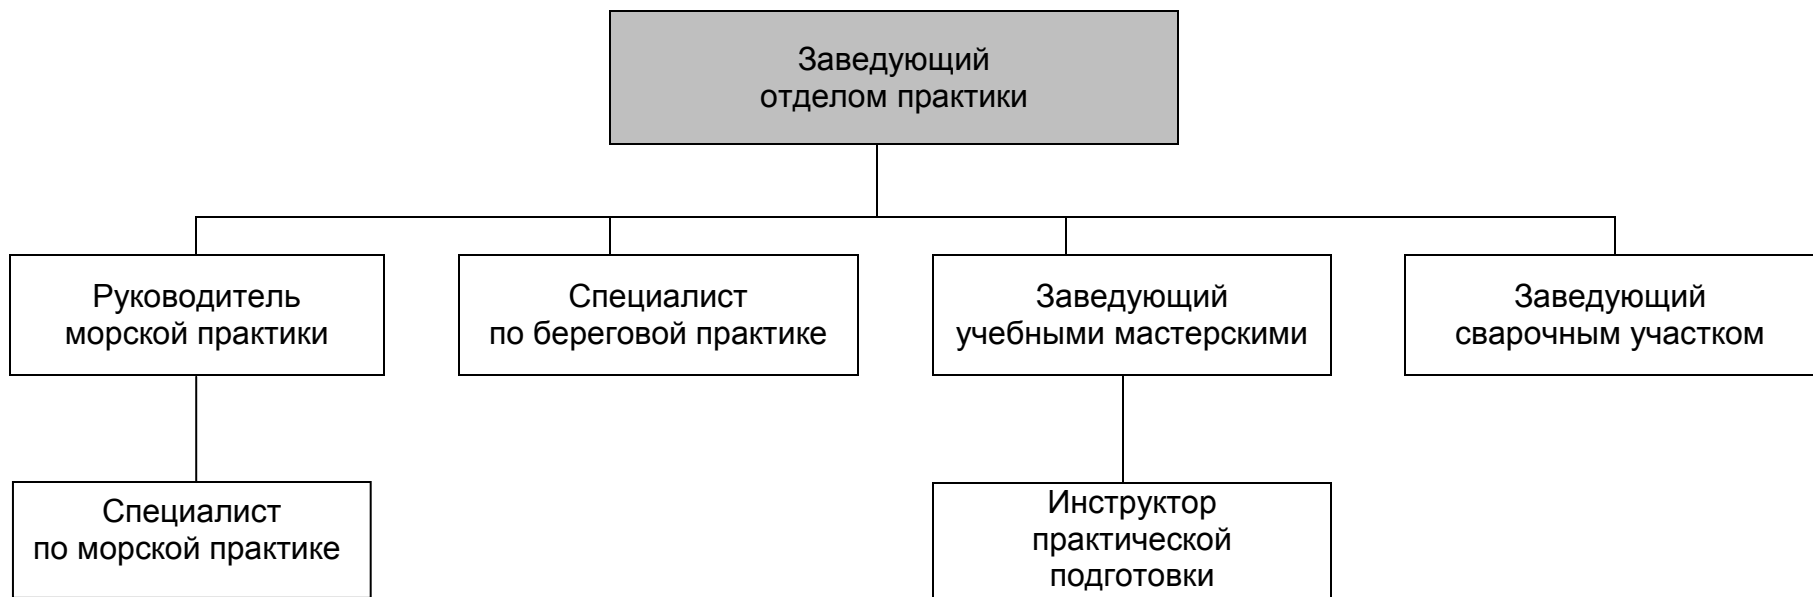 Заведующий
отделом практики
Руководитель
морской практики
Специалист
по береговой практике
Заведующий
учебными мастерскими
Заведующий
сварочным участком
Специалист
по морской практике
Инструктор
практической
подготовки